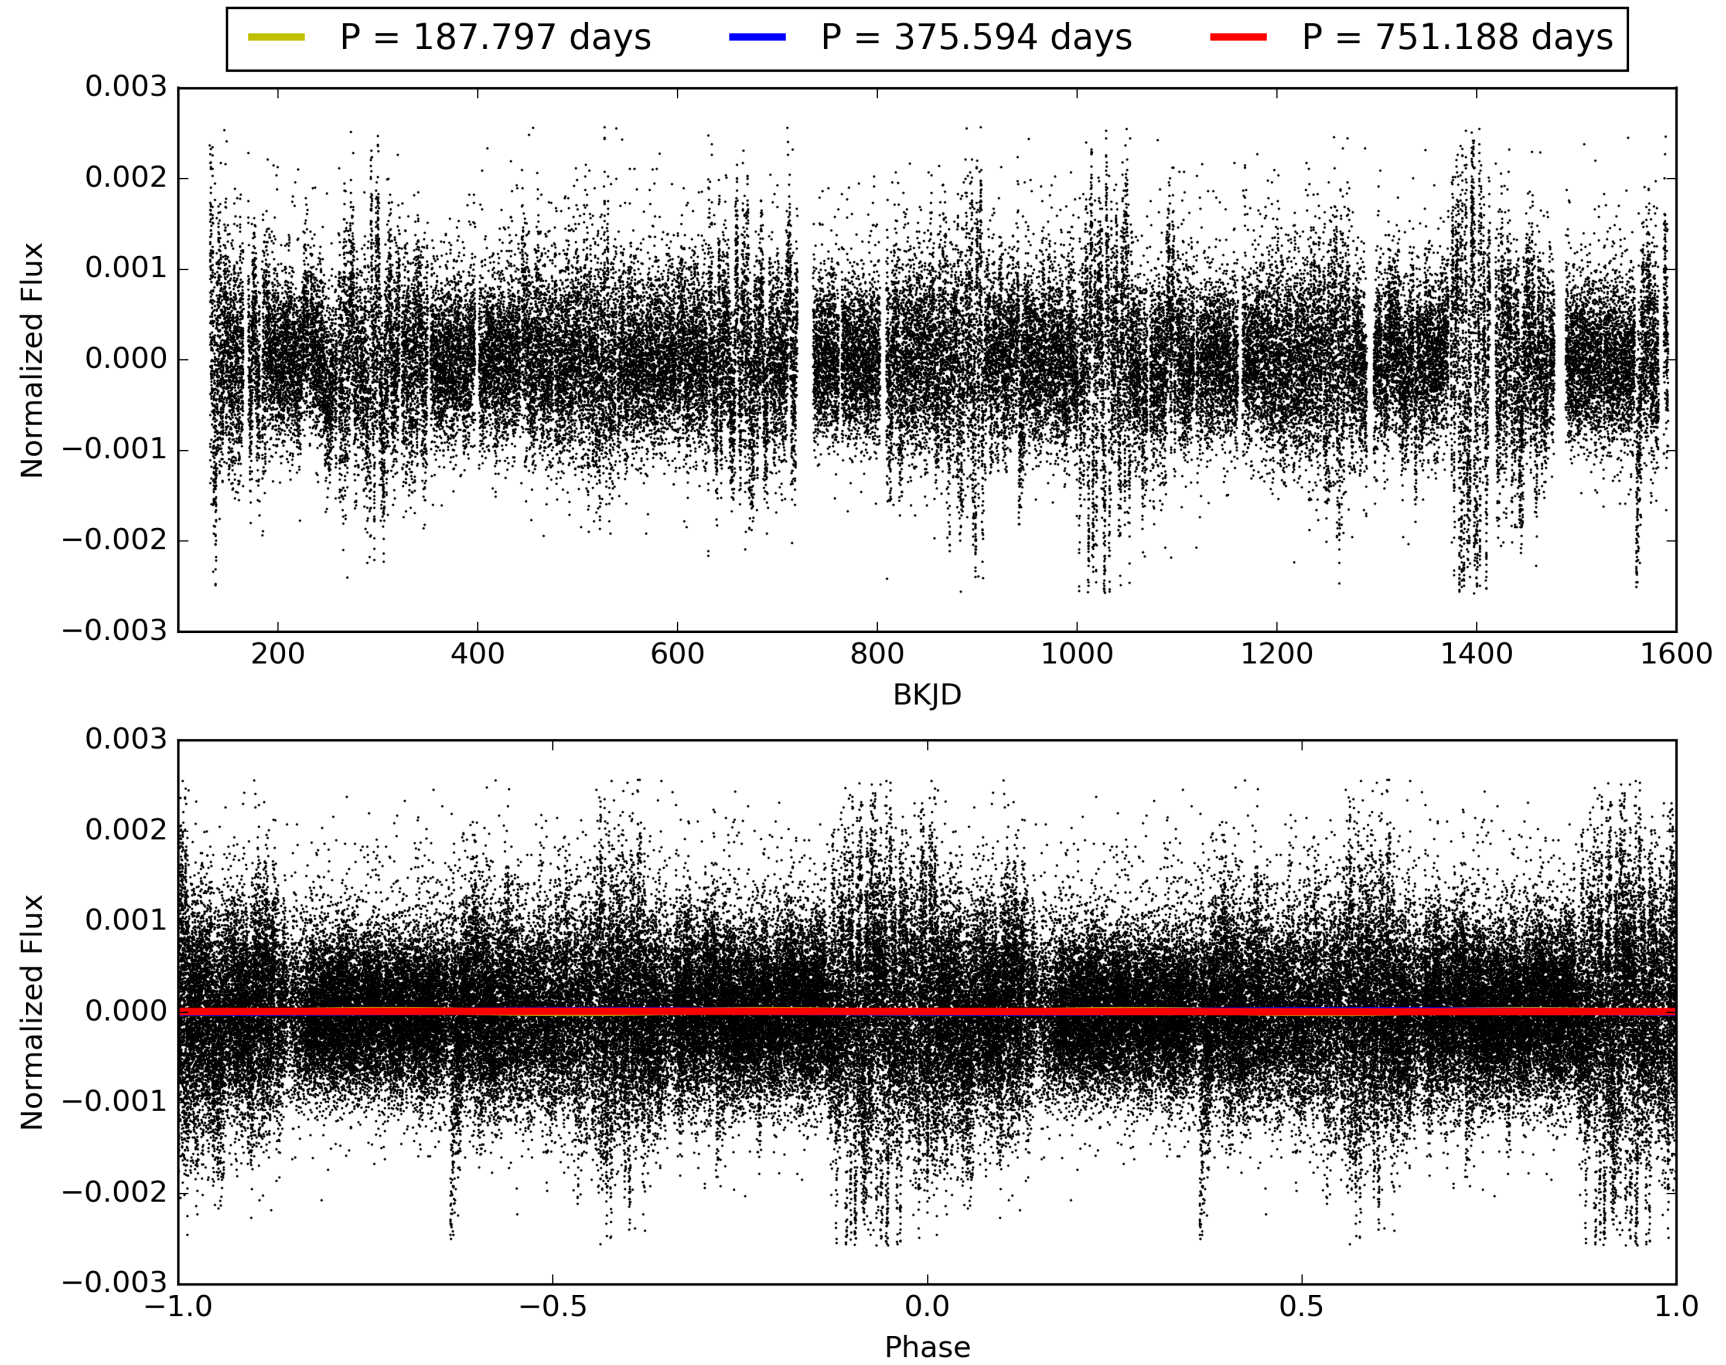 P = 187.797 days P = 375.594 days P = 751.188 days
0.003
0.002
0.001
0.000
−0.001
−0.002
−0.003
Normalized Flux
200 400 600 800 1000 1200 1400 1600
BKJD
0.003
0.002
0.001
0.000
−0.001
−0.002
−0.003
Normalized Flux
−1.0 −0.5 0.0 0.5 1.0
Phase